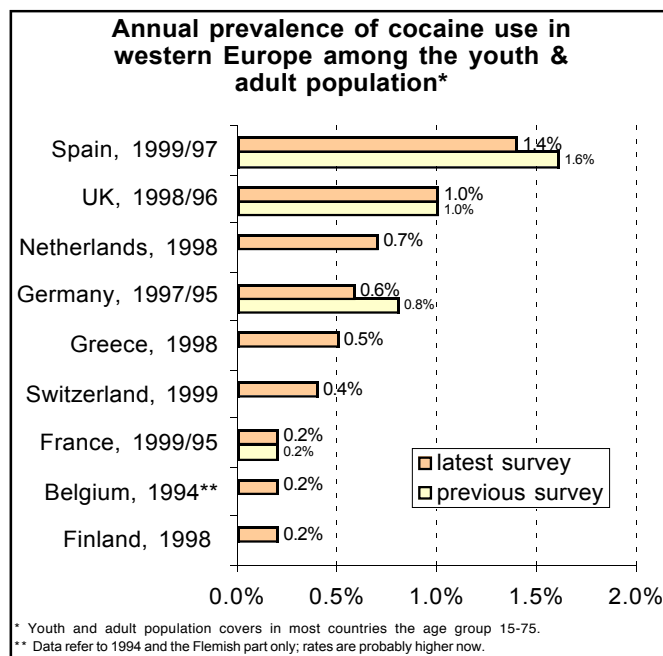 Annual prevalence of cocaine use in
western Europe among the youth &
adult population*
Spain, 1999/97
1.4%
1.6%
UK, 1998/96
1.0%
1.0%
Netherlands, 1998
0.7%
Germany, 1997/95
0.6%
0.8%
Greece, 1998
0.5%
Switzerland, 1999
0.4%
France, 1999/95
0.2%
0.2%
Belgium, 1994**
0.2%
Finland, 1998
0.2%
latest survey
previous survey
0.0% 0.5% 1.0% 1.5% 2.0%
* Youth and adult population covers in most countries the age group 15-75.
** Data refer to 1994 and the Flemish part only; rates are probably higher now.